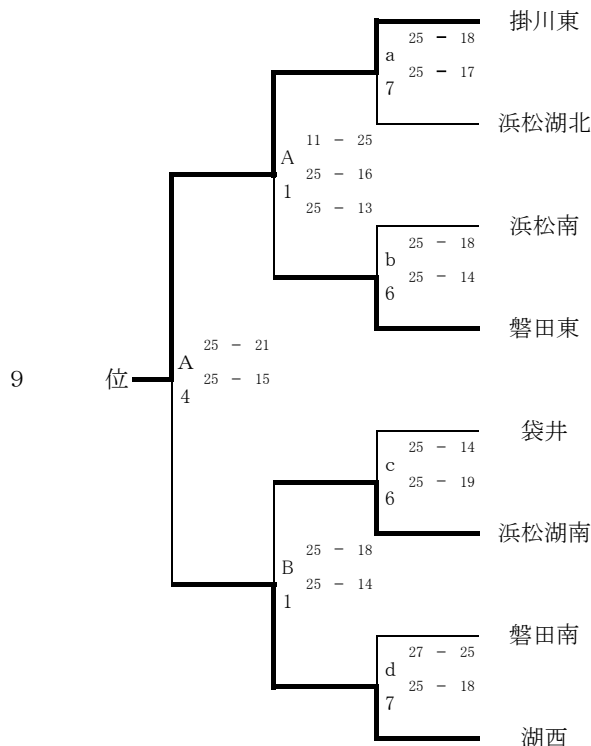 掛川東
25 － 18
a
25 － 17
7
浜松湖北
11 － 25
A
25 － 16
1
25 － 13
浜松南
25 － 18
b
25 － 14
6
磐田東
25 － 21
A
9 位
25 － 15
4
袋井
25 － 14
c
25 － 19
6
浜松湖南
25 － 18
B
25 － 14
1
磐田南
27 － 25
d
25 － 18
7
湖西